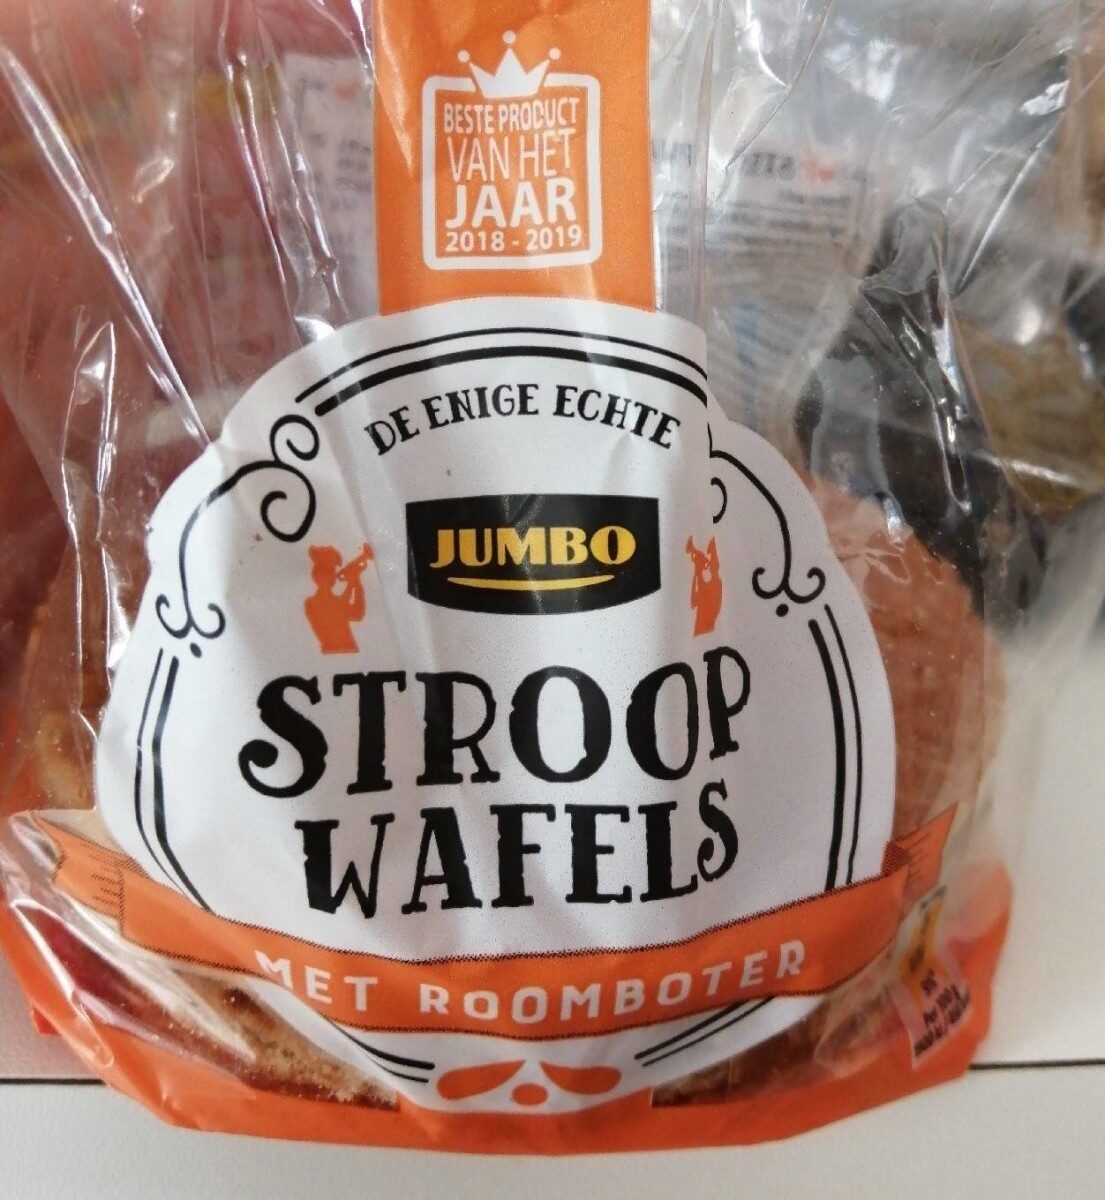 BESTE PRODUCT
VAN HET
JAAR
2018 - 2019
DE ENIGE ECHTE
JUMBO
STROOP
WAFELS
MET ROOMBOTER